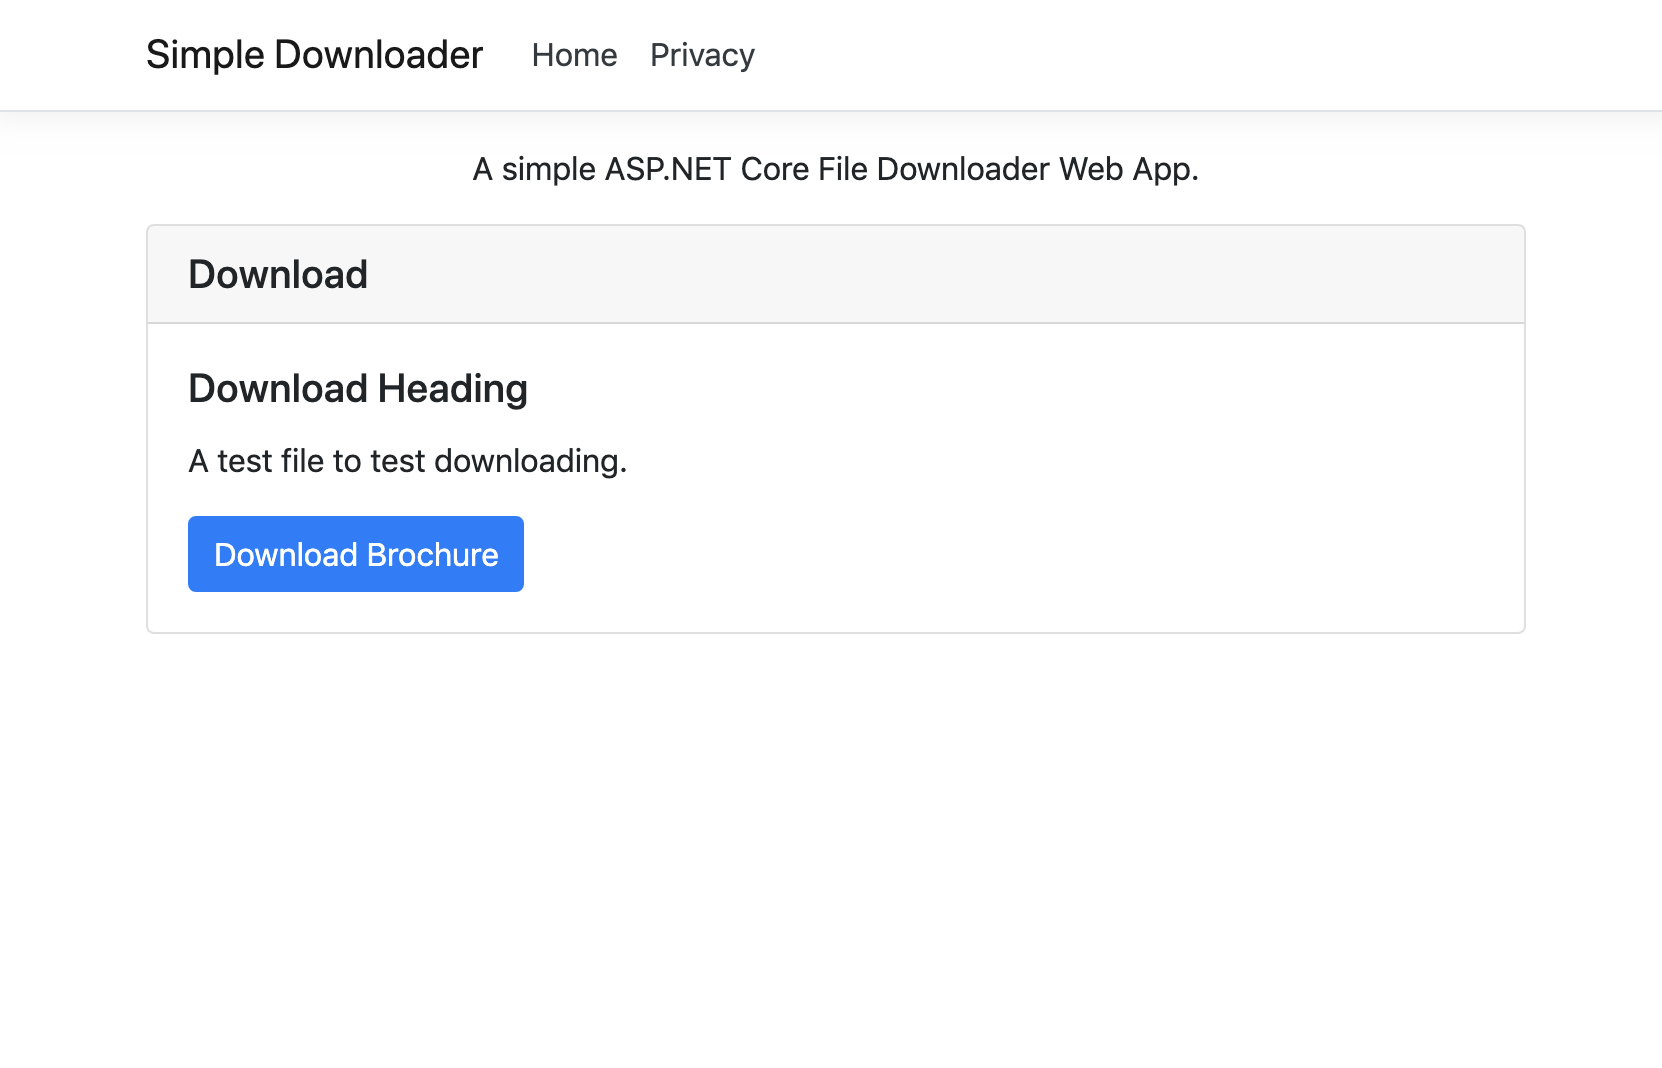 Simple Downloader Home Privacy
A simple ASP.NET Core File Downloader Web App.
Download
Download Heading
A test file to test downloading.
Download Brochure